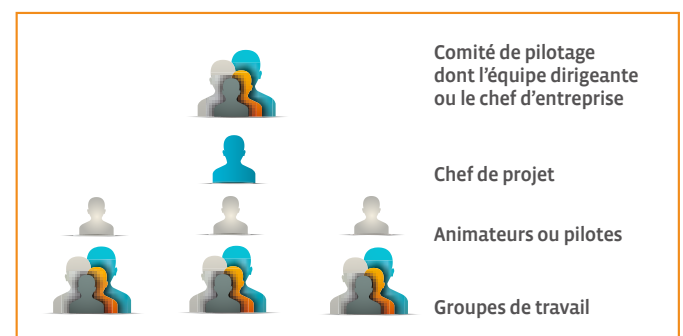 Comité de pilotage
dont l’équipe dirigeante
ou le chef d’entreprise
Chef de projet
Animateurs ou pilotes
Groupes de travail